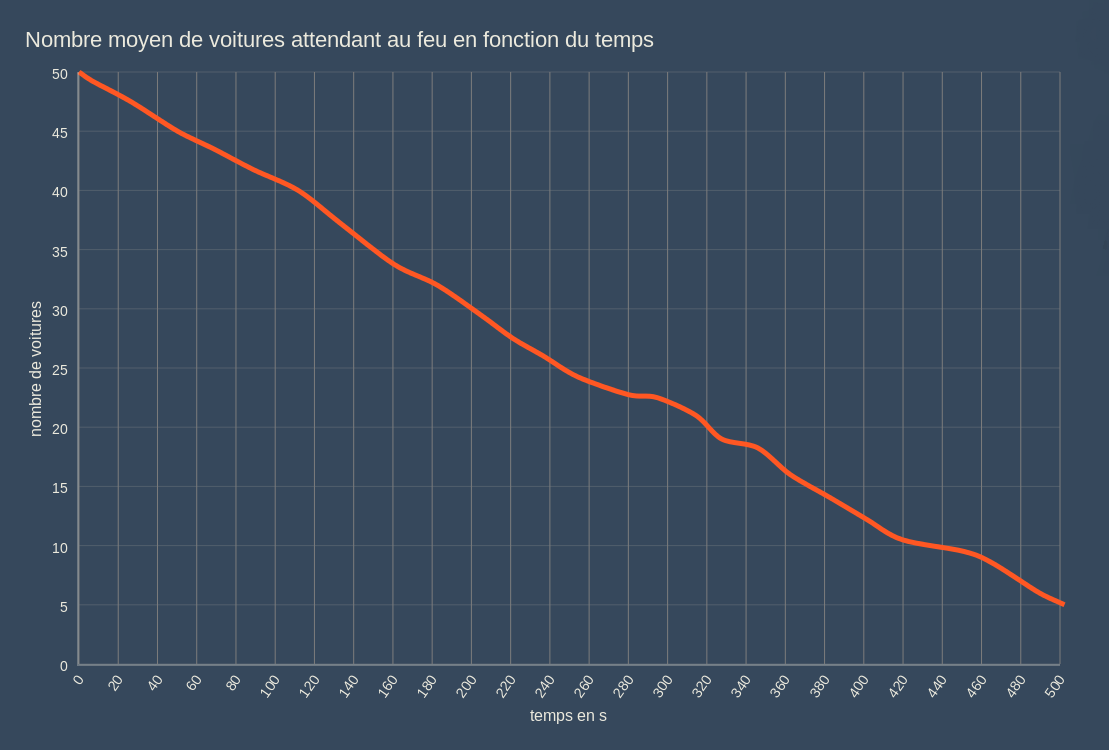 Nombre moyen de voitures attendant au feu en fonction du temps
50
45
40
35
30
25
20
15
10
5
0
nombre de voitures
0 20 40 60 80 100 120 140 160 180 200 220 240 260 280 300 320 340 360 380 400 420 440 460 480 500
temps en s